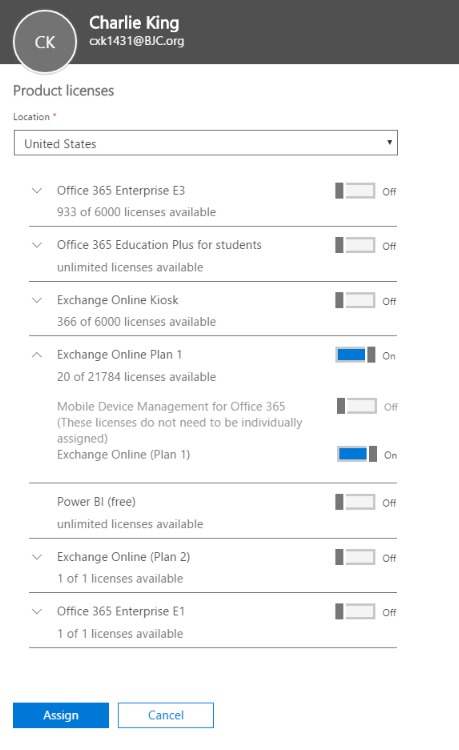 CK
Charlie King
cxk1431@BJC.org
Product licenses
Location *
United States
Office 365 Enterprise E3
Off
933 of 6000 licenses available
Office 365 Education Plus for students
Off
unlimited licenses available
Exchange Online Kiosk
Off
366 of 6000 licenses available
Exchange Online Plan 1
On
20 of 21784 licenses available
Mobile Device Management for Office 365
Off
(These licenses do not need to be individually
assigned)
Exchange Online (Plan 1)
On
Power BI (free)
Off
unlimited licenses available
Exchange Online (Plan 2)
Off
1 of 1 licenses available
Office 365 Enterprise E1
Off
1 of 1 licenses available
Assign
Cancel